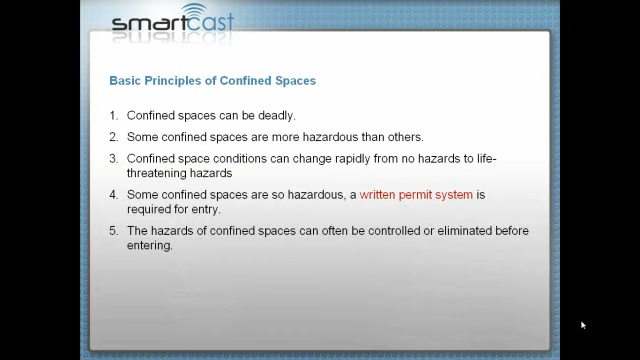 smartcast
Basic Principles of Confined Spaces
1. Confined spaces can be deadly.
2. Some confined spaces are more hazardous than others.
3. Confined space conditions can change rapidly from no hazards to life-
threatening hazards
4. Some confined spaces are so hazardous, a written permit system is
required for entry.
5. The hazards of confined spaces can often be controlled or eliminated before
entering.